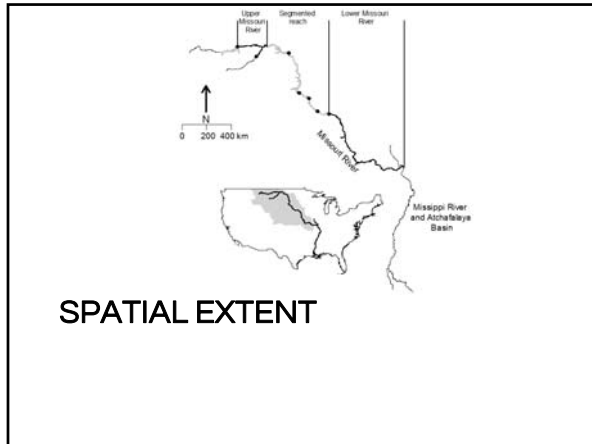 Upper
Missouri
River
Segmented
reach
Lower Missouri
River
N
0 200 400 km
Missouri River
Missippi River
and Atchafalaya
Basin
SPATIAL EXTENT